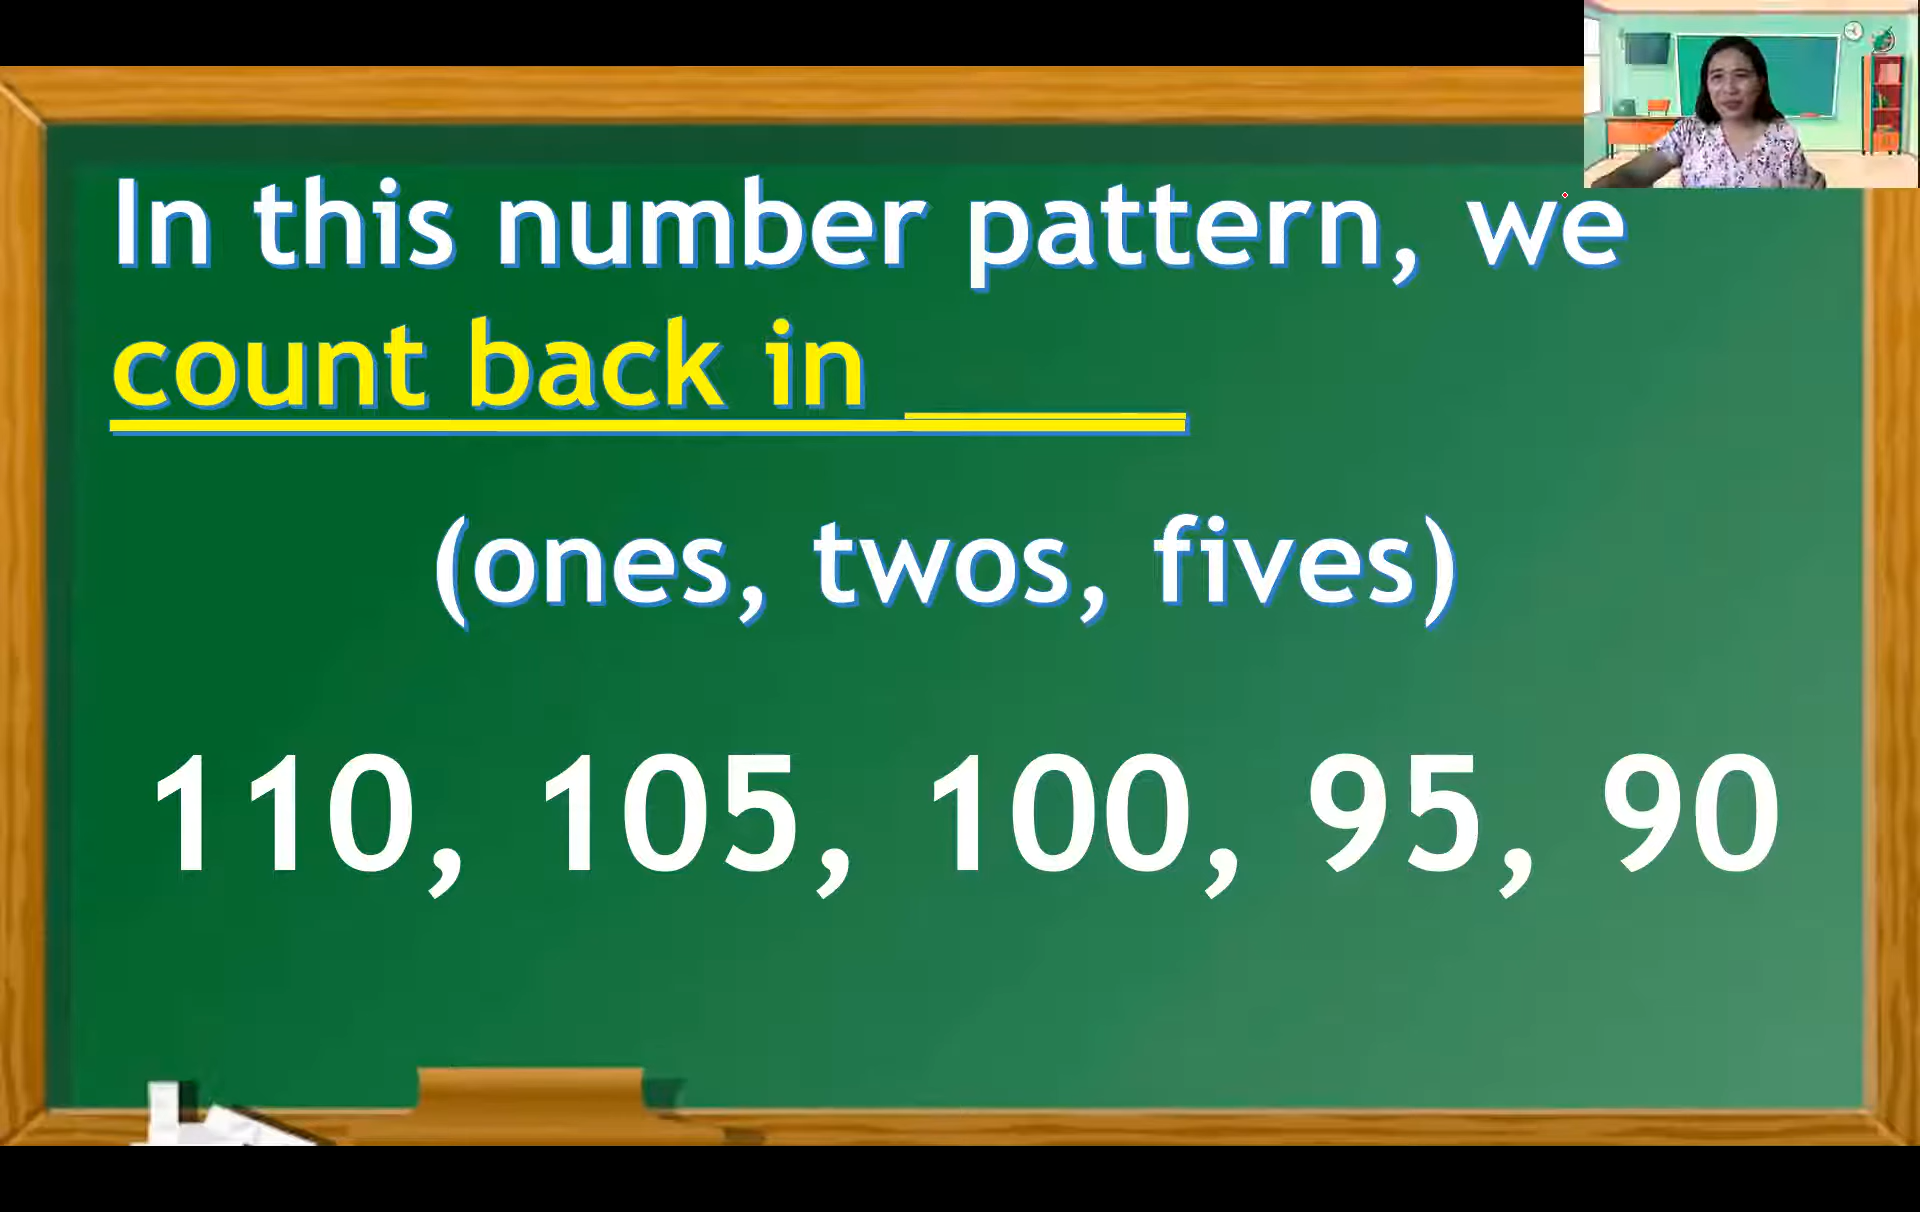 In this number pattern, we
count back in _____
(ones, twos, fives)
110, 105, 100, 95, 90